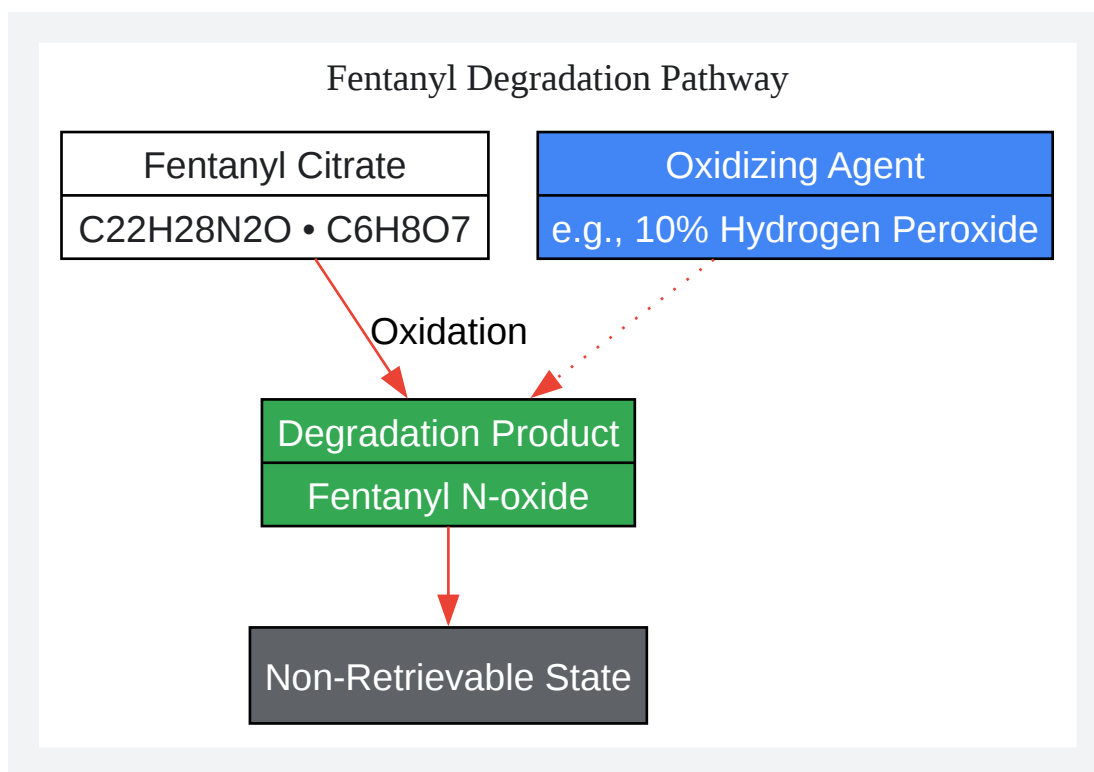 Fentanyl Degradation Pathway
Fentanyl Citrate
C22H28N2O • C6H8O7
Oxidizing Agent
e.g., 10% Hydrogen Peroxide
Oxidation
Degradation Product
Fentanyl N-oxide
Non-Retrievable State